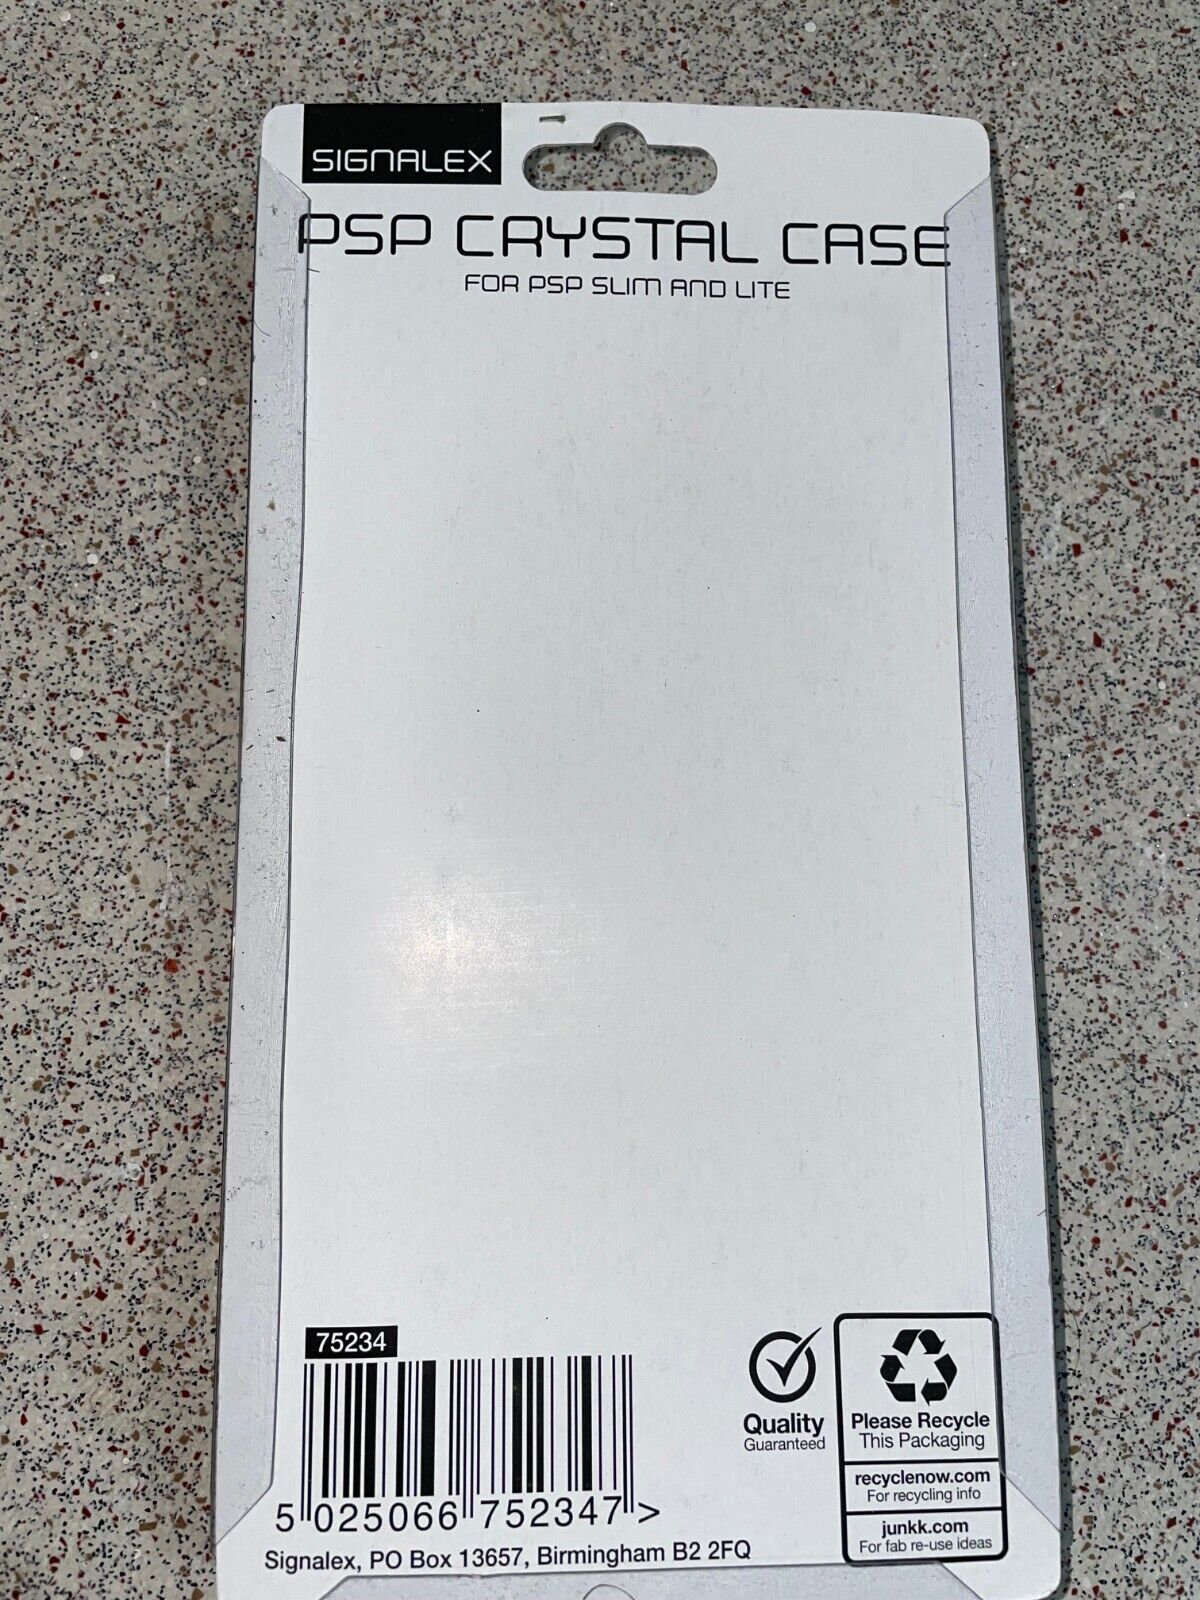 SIGNALEX
PSP CRYSTAL CASE
FOR PSP SLIM AND LITE
75234
5 025066 752347 >
Signalex, PO Box 13657, Birmingham B2 2FQ
Quality
Guaranteed
Please Recycle
This Packaging
recyclenow.com
For recycling info
junkk.com
For fab re-use ideas